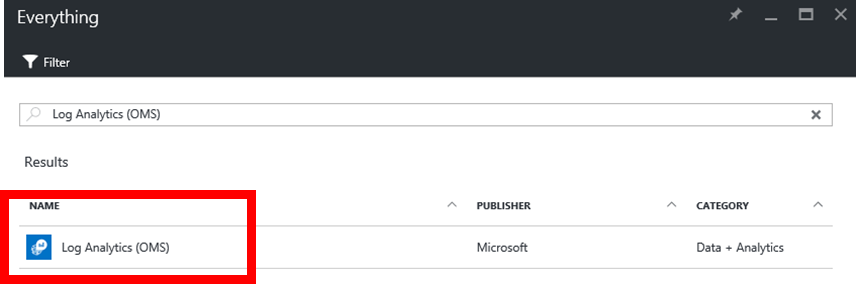 Everything
Filter
Log Analytics (OMS)
Results
NAME PUBLISHER CATEGORY
Log Analytics (OMS) Microsoft Data + Analytics